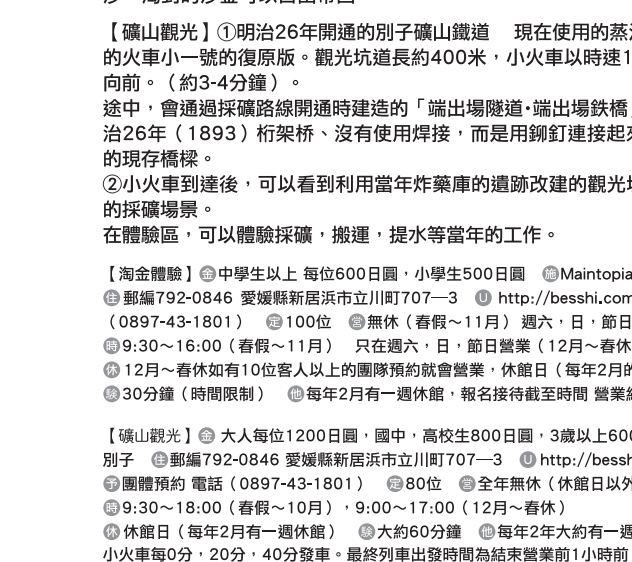 【礦山觀光】①明治26年開通的別子礦山鐵道　現在使用的蒸
的火車小一號的復原版。觀光坑道長約400米，小火車以時速1
向前。（約3-4分鐘）。
途中，會通過採礦路線開通時建造的「端出場隧道·端出場鉄橋
治26年（1893）桁架桥、沒有使用焊接，而是用鉚釘連接起
的現存橋樑。
②小火車到達後，可以看到利用當年炸藥庫的遺跡改建的觀光
的採礦場景。
在體驗區，可以體驗採礦，搬運，提水等當年的工作。
【淘金體驗】金中學生以上 每位600日圓，小學生500日圓　施Maintopia
住郵編792-0846 愛媛縣新居浜市立川町707—3　U http://besshi.com
（0897-43-1801）　定100位　營無休（春假～11月） 週六，日，節日
時9:30～16:00（春假～11月）　只在週六，日，節日營業（12月～春休
休 12月～春休如有10位客人以上的團隊預約就會營業，休館日（每年2月的
験30分鐘（時間限制）　他每年2月有一週休館，報名接待截至時間 營業
【礦山觀光】金 大人每位1200日圓，國中，高校生800日圓，3歲以上600
別子　住郵編792-0846 愛媛縣新居浜市立川町707—3　U http://bessh
予團體預約 電話（0897-43-1801）　定80位　營全年無休（休館日以外
時9:30～18:00（春假～10月），9:00～17:00（12月～春休）
休 休館日（每年2月有一週休館）　験大約60分鐘　他每年2年大約有一週
小火車每0分，20分，40分發車。最終列車出發時間為結束營業前1小時前